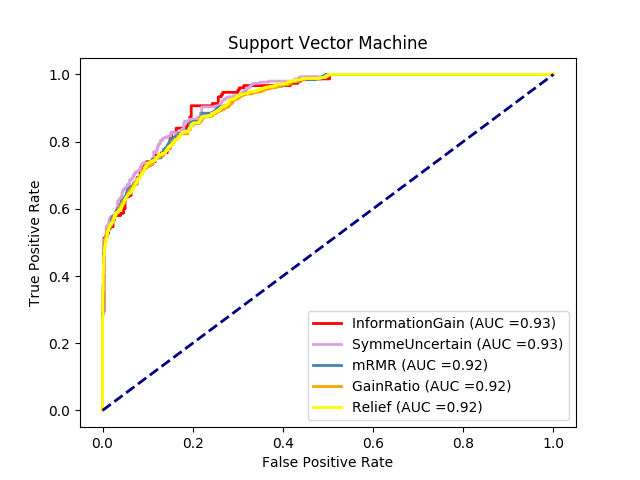 Support Vector Machine
True Positive Rate
1.0
0.8
0.6
0.4
0.2
0.0
InformationGain (AUC =0.93)
SymmeUncertain (AUC =0.93)
mRMR (AUC =0.92)
GainRatio (AUC =0.92)
Relief (AUC =0.92)
0.0 0.2 0.4 0.6 0.8 1.0
False Positive Rate